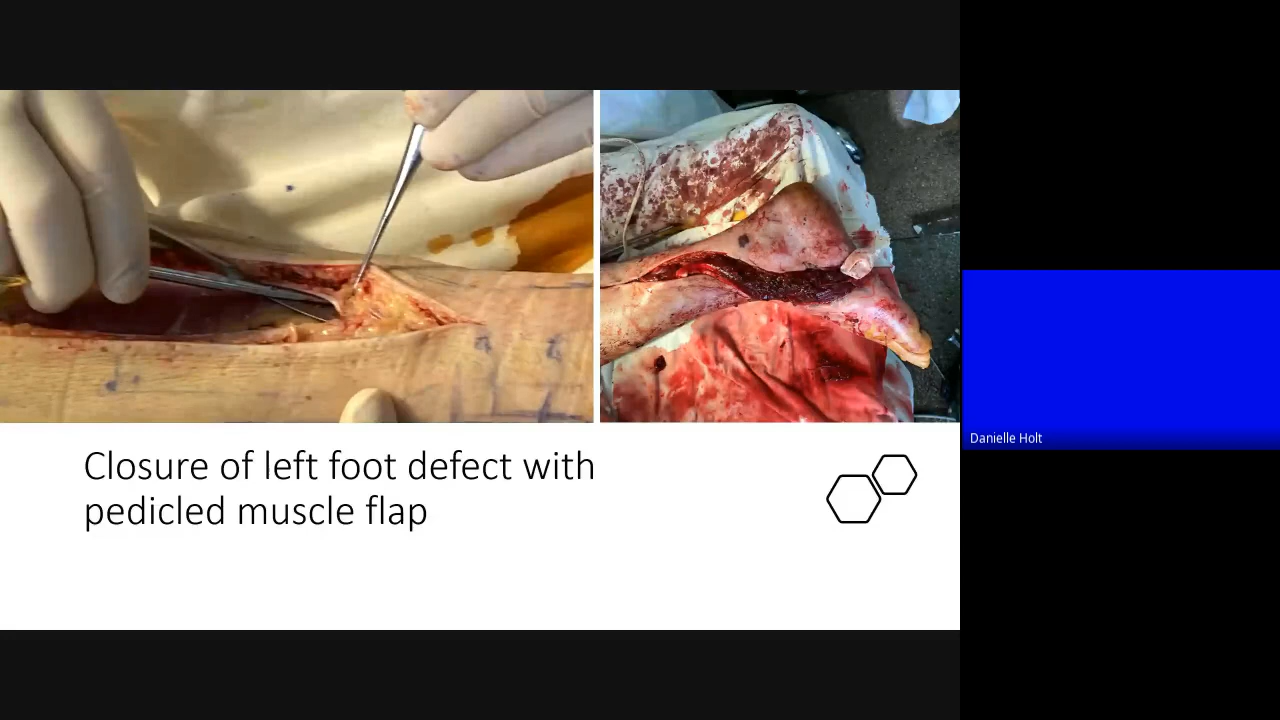 Closure of left foot defect with
pedicled muscle flap
Danielle Holt